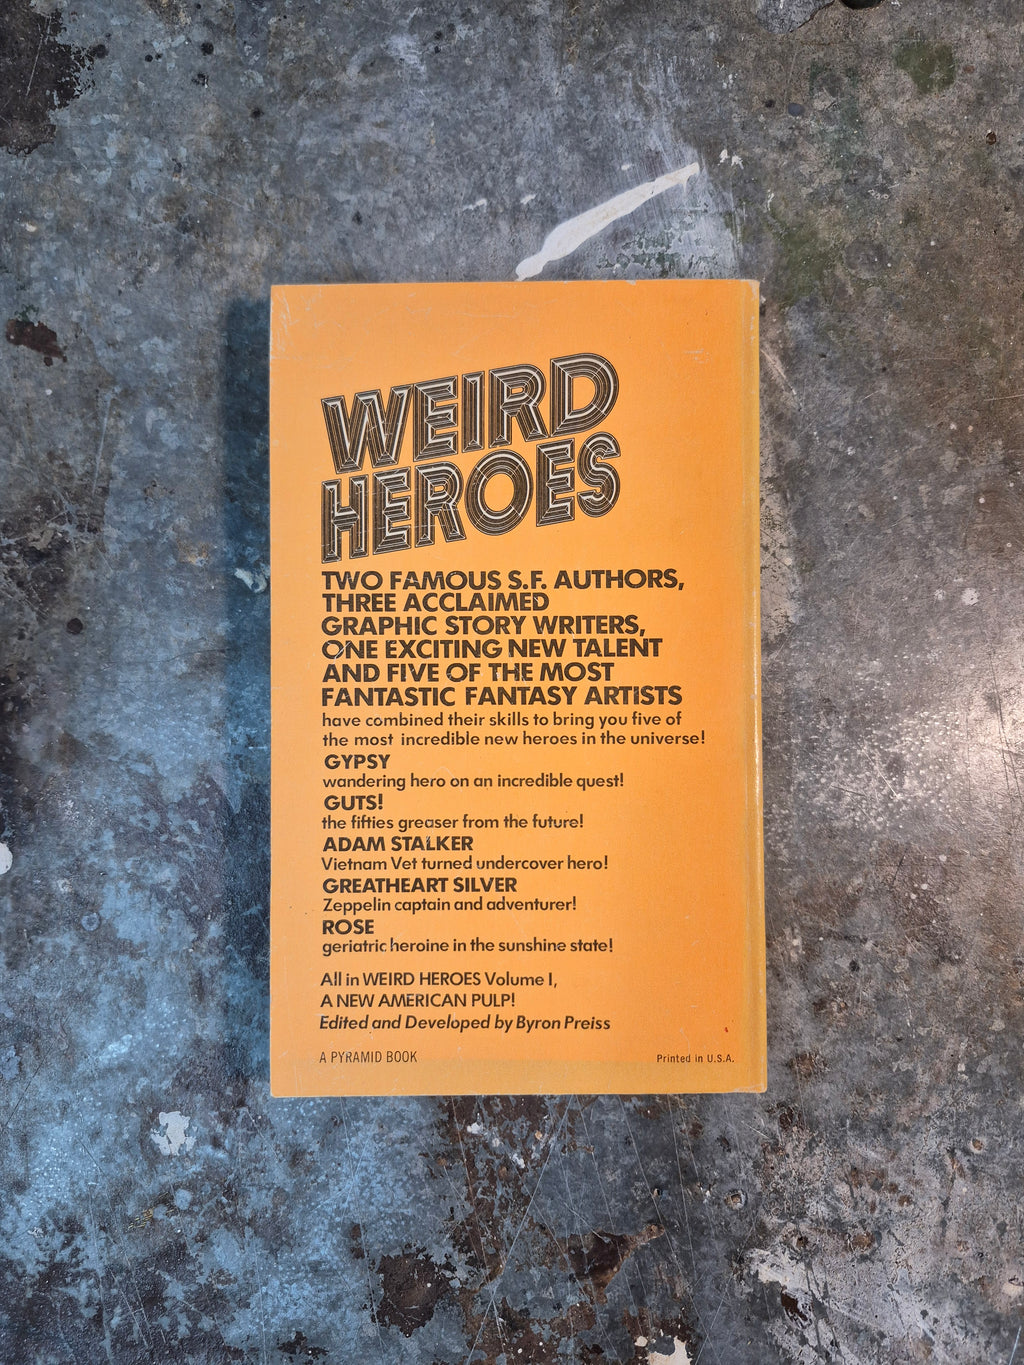 WEIRD
HEROES
TWO FAMOUS S.F. AUTHORS,
THREE ACCLAIMED
GRAPHIC STORY WRITERS,
ONE EXCITING NEW TALENT
AND FIVE OF THE MOST
FANTASTIC FANTASY ARTISTS
have combined their skills to bring you five of
the most incredible new heroes in the universe!
GYPSY
wandering hero on an incredible quest!
GUTS!
the fifties greaser from the future!
ADAM STALKER
Vietnam Vet turned undercover hero!
GREATHEART SILVER
Zeppelin captain and adventurer!
ROSE
geriatric heroine in the sunshine state!
All in WEIRD HEROES Volume I,
A NEW AMERICAN PULP!
Edited and Developed by Byron Preiss
A PYRAMID BOOK
Printed in U.S.A.